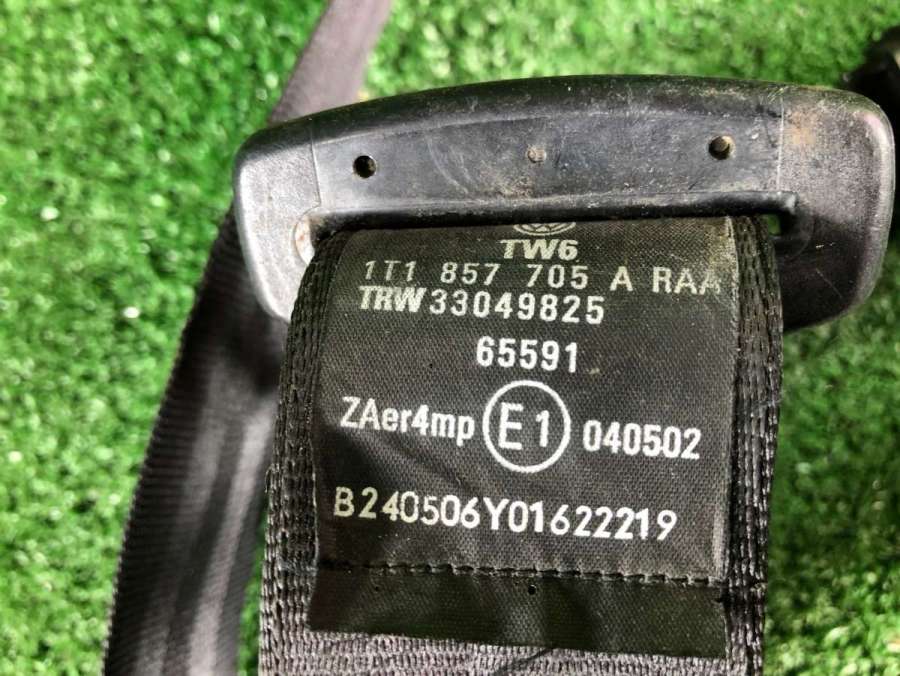 TW6
1T1 857 705 A RAA
TRW 33049825
65591
ZAer4mp E1 040502
B240506Y01622219